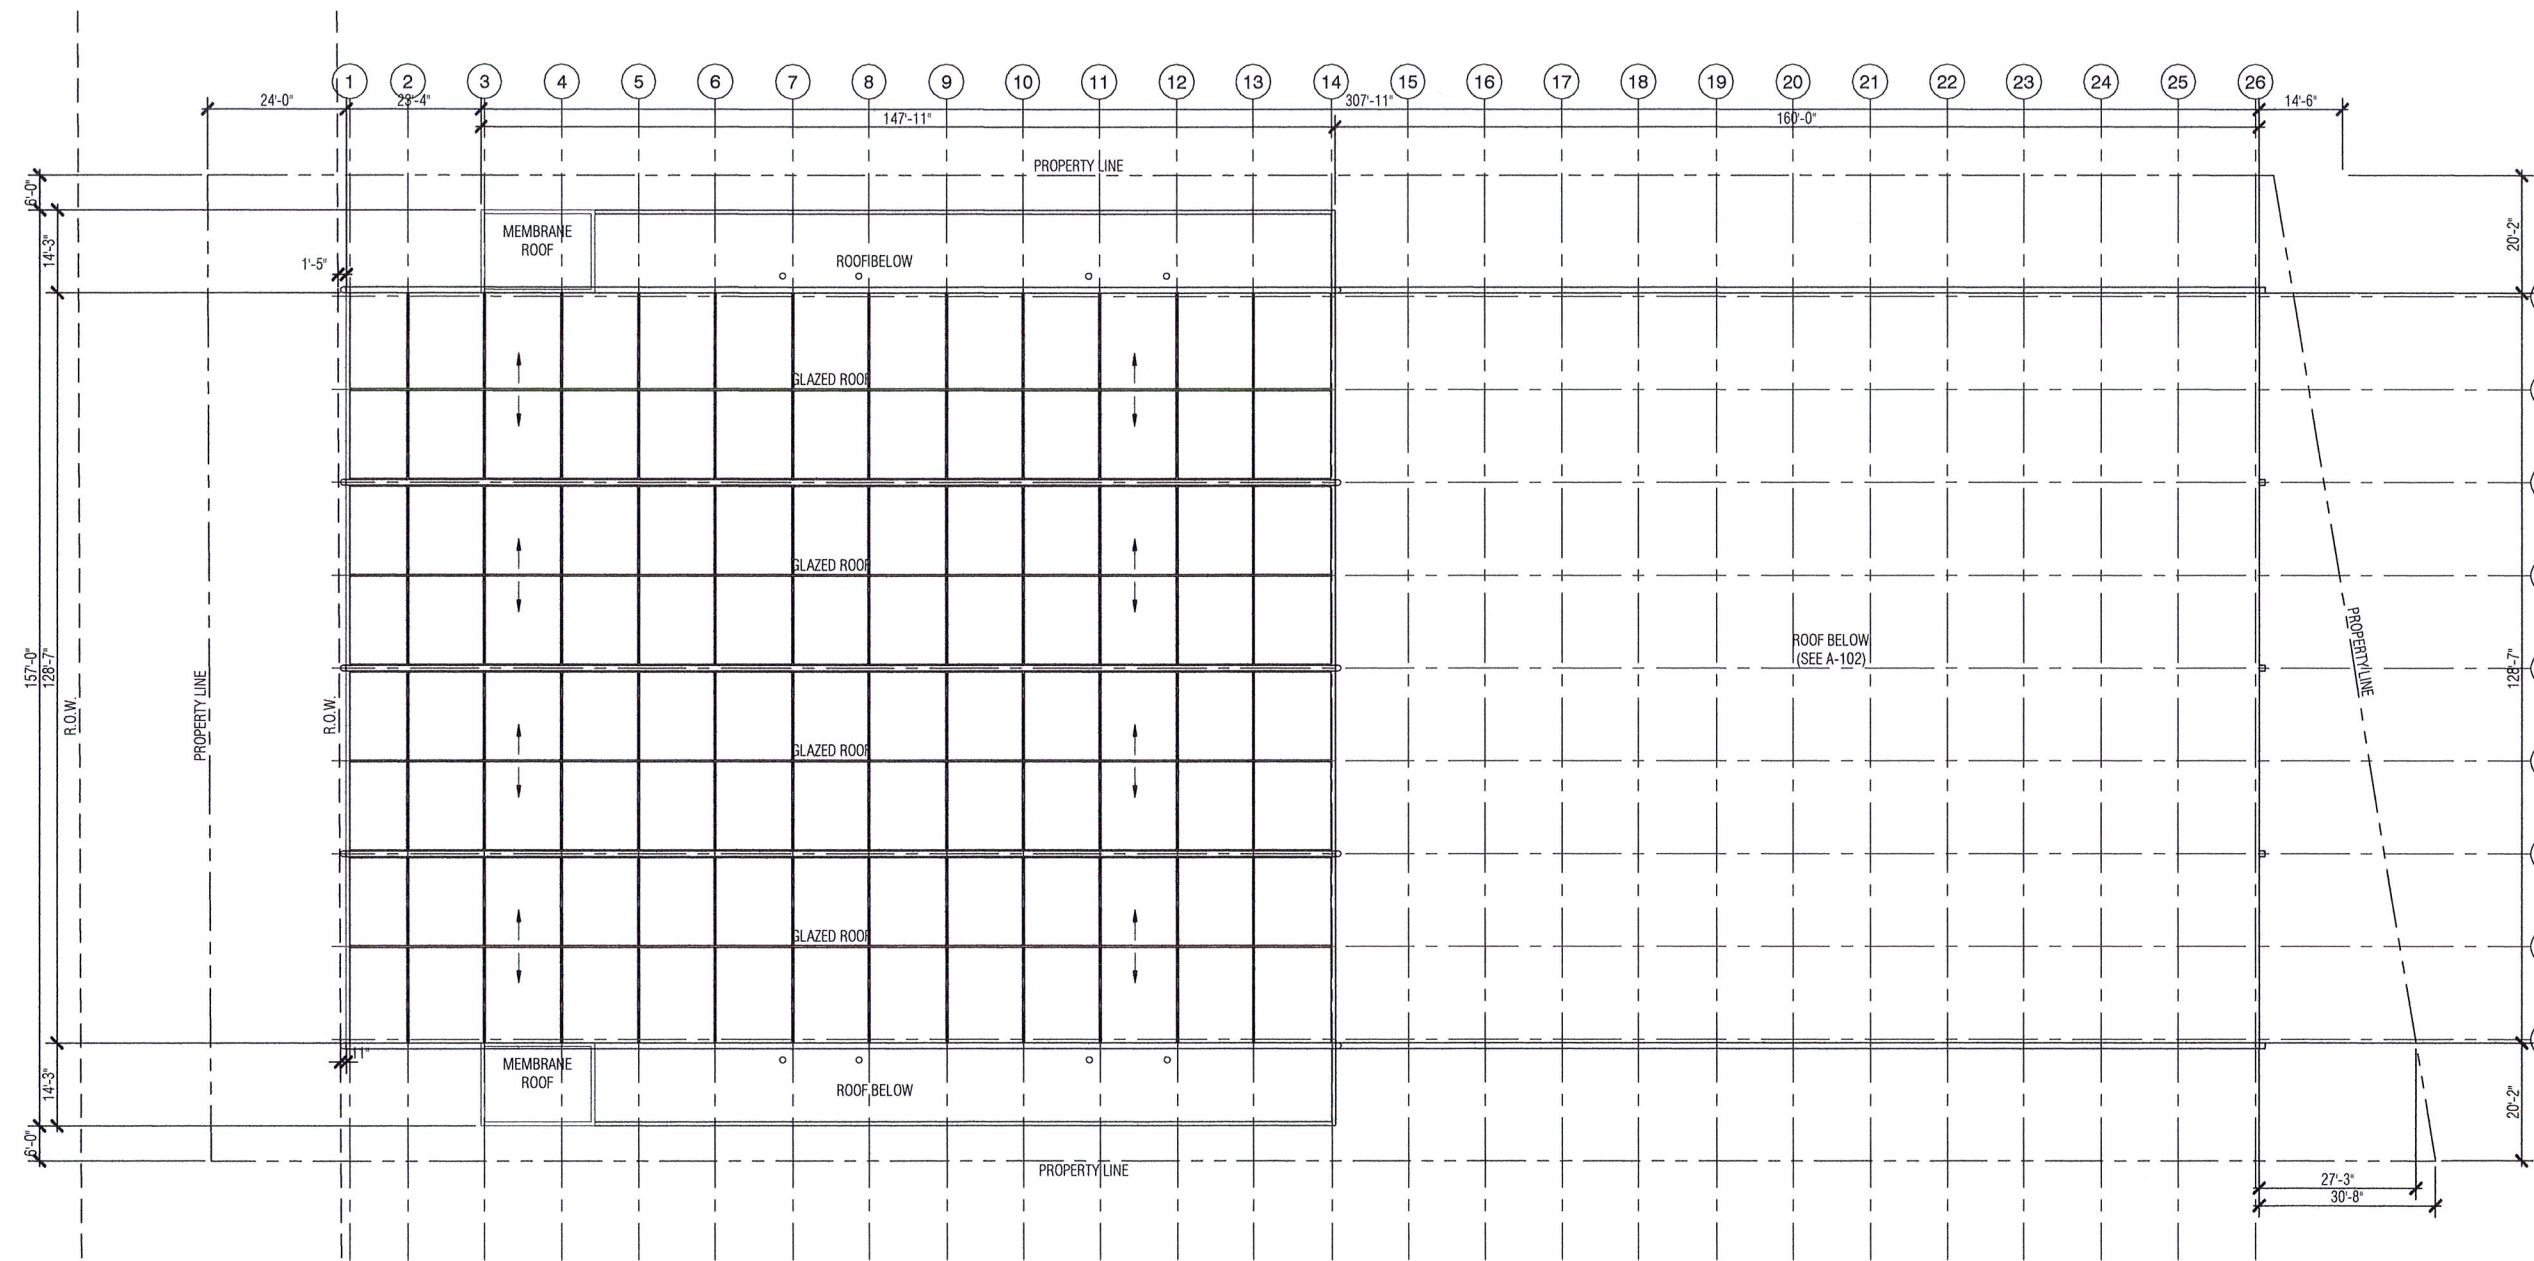 1 2 3 4 5 6 7 8 9 10 11 12 13 14 15 16 17 18 19 20 21 22 23 24 25 26
24'-0" 23'-4" 307'-11" 14'-6"
147'-11" 160'-0"
PROPERTY LINE
6'-0"
14'-3"
20'-2"
MEMBRANE
ROOF
ROOF BELOW
1'-5"
GLAZED ROOF
GLAZED ROOF
ROOF BELOW
(SEE A-102)
157'-0"
128'-7"
R.O.W.
PROPERTY LINE
R.O.W.
PROPERTY LINE
128'-7"
GLAZED ROOF
GLAZED ROOF
11"
MEMBRANE
ROOF
ROOF BELOW
14'-3"
6'-0"
20'-2"
PROPERTY LINE
27'-3"
30'-8"